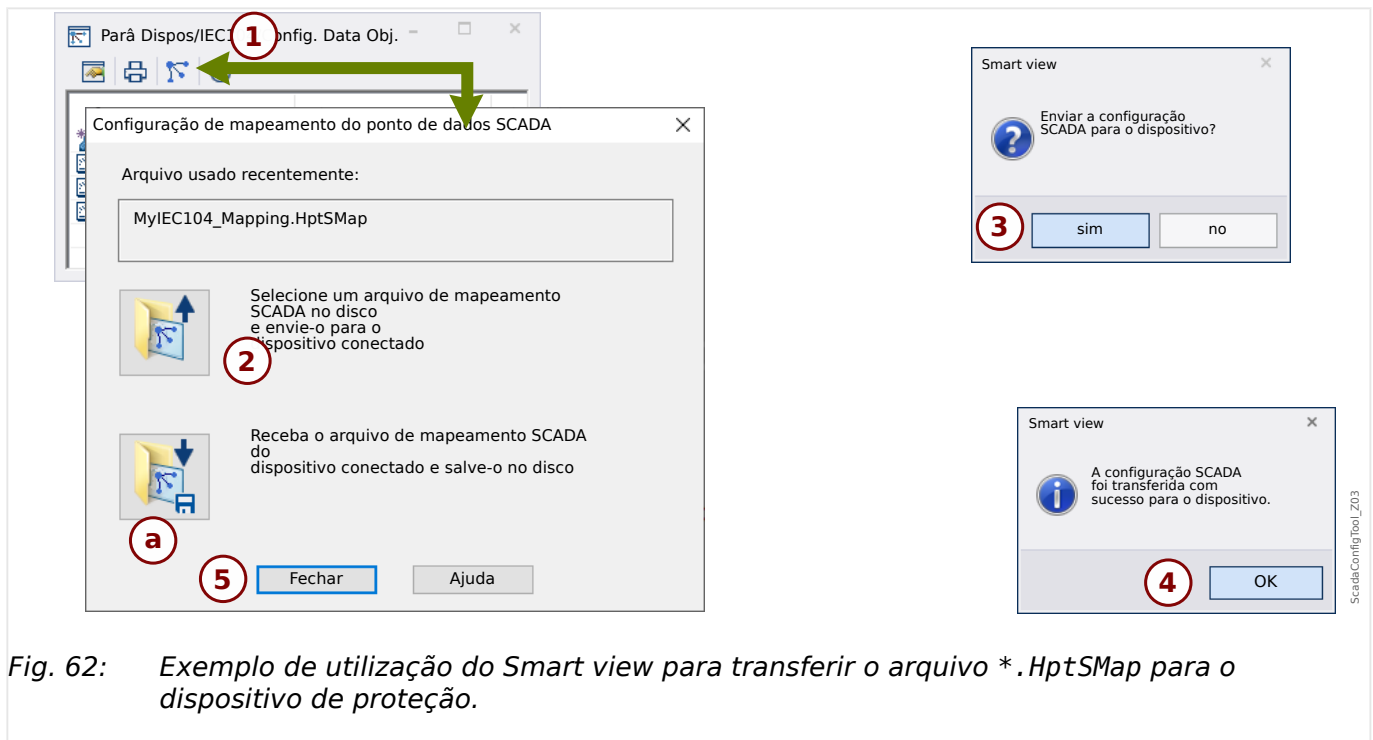 Parâ Dispos/IEC1
onfig. Data Obj.
1
Configuração de mapeamento do ponto de dados SCADA
Arquivo usado recentemente:
MyIEC104_Mapping.HptSMap
Selecione um arquivo de mapeamento
SCADA no disco
e envie-o para o
dispositivo conectado
2
Receba o arquivo de mapeamento SCADA
do
dispositivo conectado e salve-o no disco
a
5
Fechar
Ajuda
Smart view
Enviar a configuração
SCADA para o dispositivo?
3
sim
no
Smart view
A configuração SCADA
foi transferida com
sucesso para o dispositivo.
4
OK
ScadaConfigTool_Z03
Fig. 62: Exemplo de utilização do Smart view para transferir o arquivo *.HptSMap para o
dispositivo de proteção.